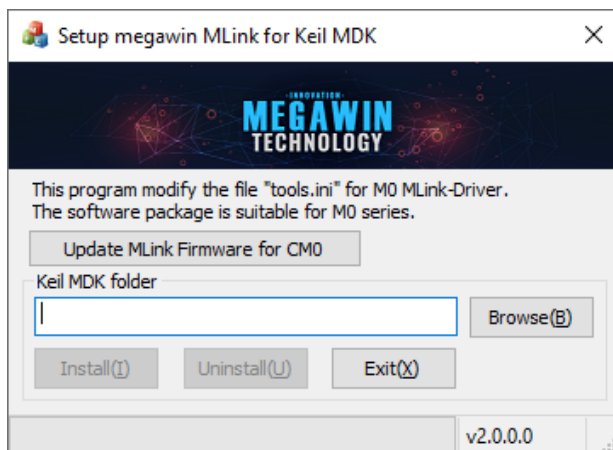 Setup megawin MLink for Keil MDK
-INNOVATION-
MEGAWIN
TECHNOLOGY
This program modify the file "tools.ini" for M0 MLink-Driver.
The software package is suitable for M0 series.
Update MLink Firmware for CM0
Keil MDK folder
Browse(B)
Install(I) Uninstall(U) Exit(X)
v2.0.0.0